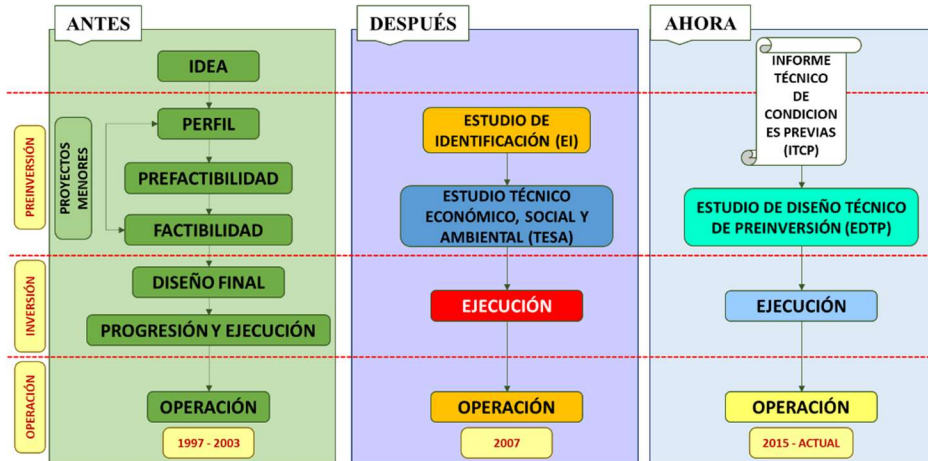 ANTES
IDEA
PREINVERSIÓN
PROYECTOS
MENORES
PERFIL
PREFACTIBILIDAD
FACTIBILIDAD
INVERSIÓN
DISEÑO FINAL
PROGRESIÓN Y EJECUCIÓN
OPERACIÓN
OPERACIÓN
1997 - 2003
DESPUÉS
ESTUDIO DE
IDENTIFICACIÓN (EI)
ESTUDIO TÉCNICO
ECONÓMICO, SOCIAL Y
AMBIENTAL (TESA)
EJECUCIÓN
OPERACIÓN
2007
AHORA
INFORME
TÉCNICO
DE
CONDICION
ES PREVIAS
(ITCP)
ESTUDIO DE DISEÑO TÉCNICO
DE PREINVERSIÓN (EDTP)
EJECUCIÓN
OPERACIÓN
2015 - ACTUAL